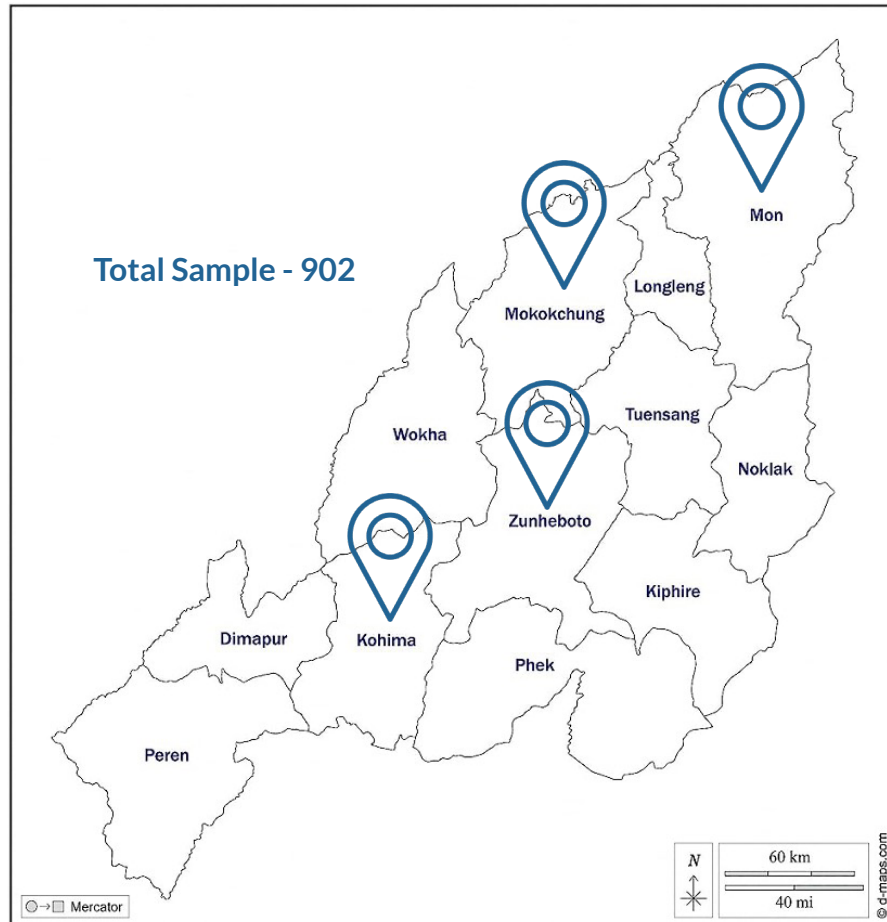 Mon
Total Sample - 902
Longleng
Mokokchung
Tuensang
Wokha
Noklak
Zunheboto
Kiphire
Dimapur
Kohima
Phek
Peren
N
60 km
40 mi
Mercator
© d-maps.com